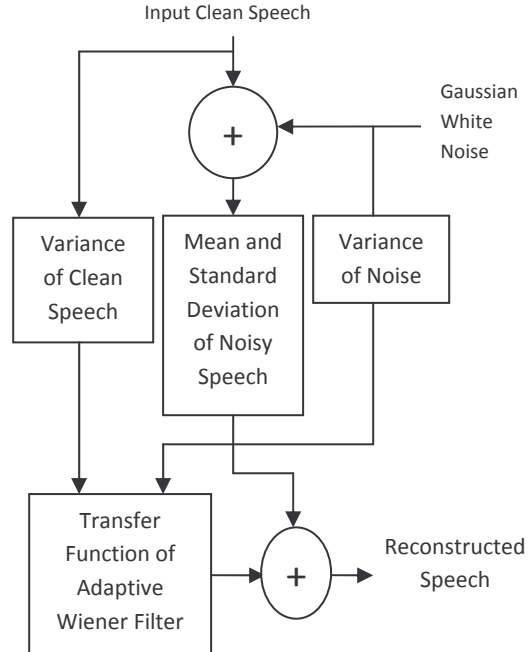 Input Clean Speech
Gaussian
White
Noise
+
Variance
of Clean
Speech
Mean and
Standard
Deviation
of Noisy
Speech
Variance
of Noise
Transfer
Function of
Adaptive
Wiener Filter
+
Reconstructed
Speech